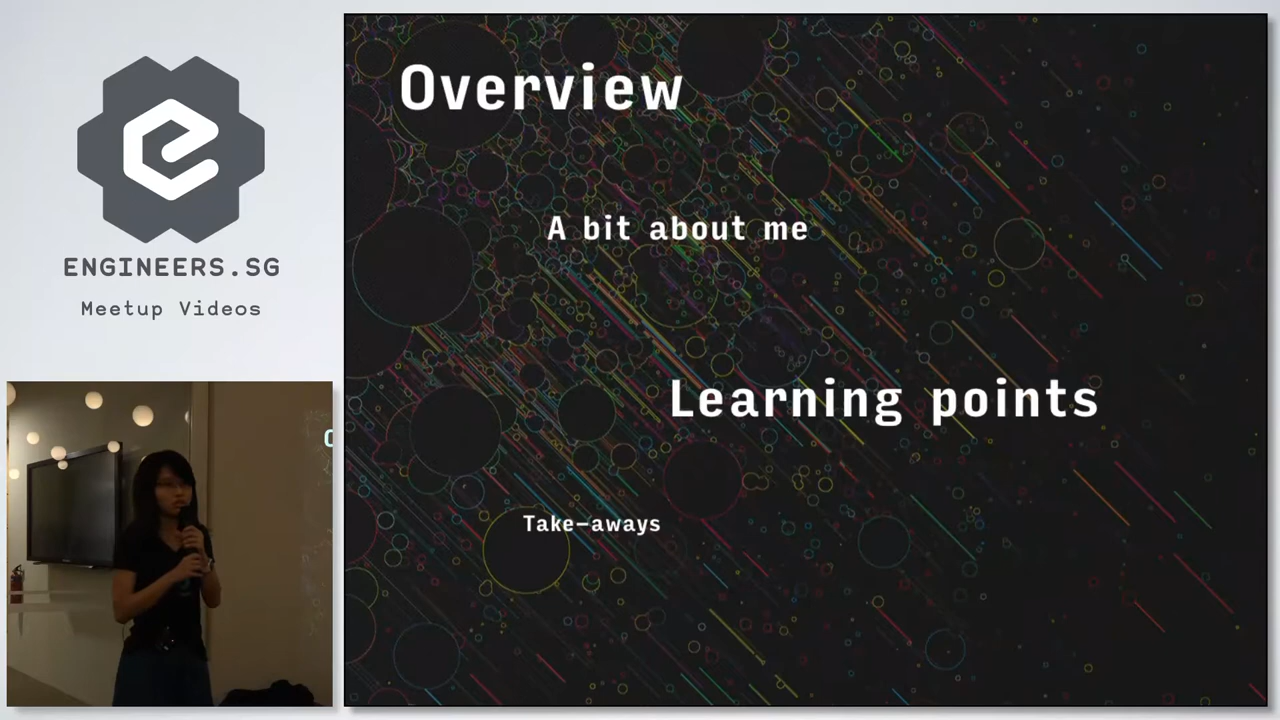 ENGINEERS.SG
Meetup Videos
Overview
A bit about me
Learning points
Take-aways